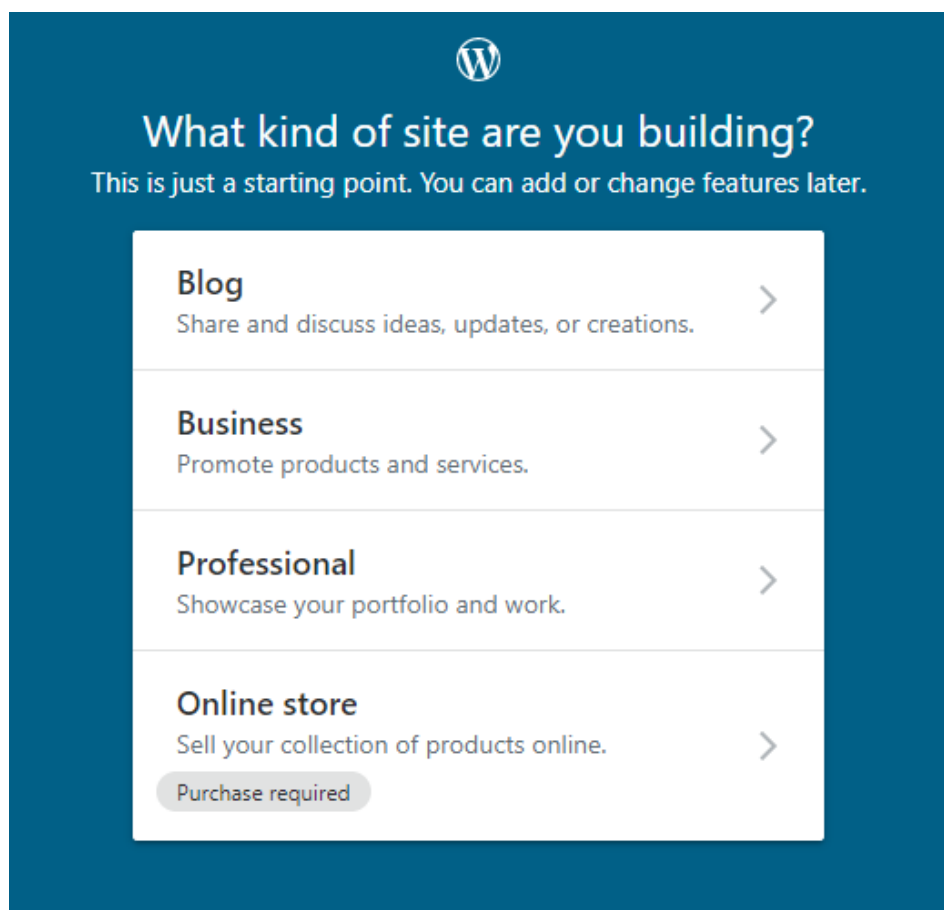 What kind of site are you building?
This is just a starting point. You can add or change features later.
Blog
Share and discuss ideas, updates, or creations.
Business
Promote products and services.
Professional
Showcase your portfolio and work.
Online store
Sell your collection of products online.
Purchase required